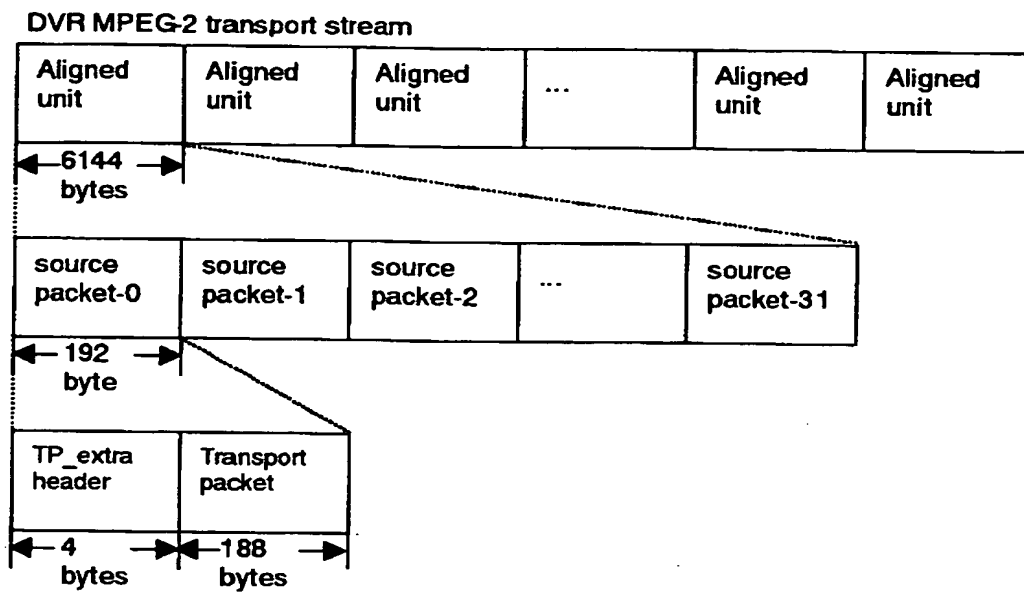 DVR MPEG-2 transport stream
Aligned unit
Aligned unit
Aligned unit
...
Aligned unit
Aligned unit
6144 bytes
source packet-0
source packet-1
source packet-2
...
source packet-31
192 byte
TP_extra header
Transport packet
4 bytes
188 bytes